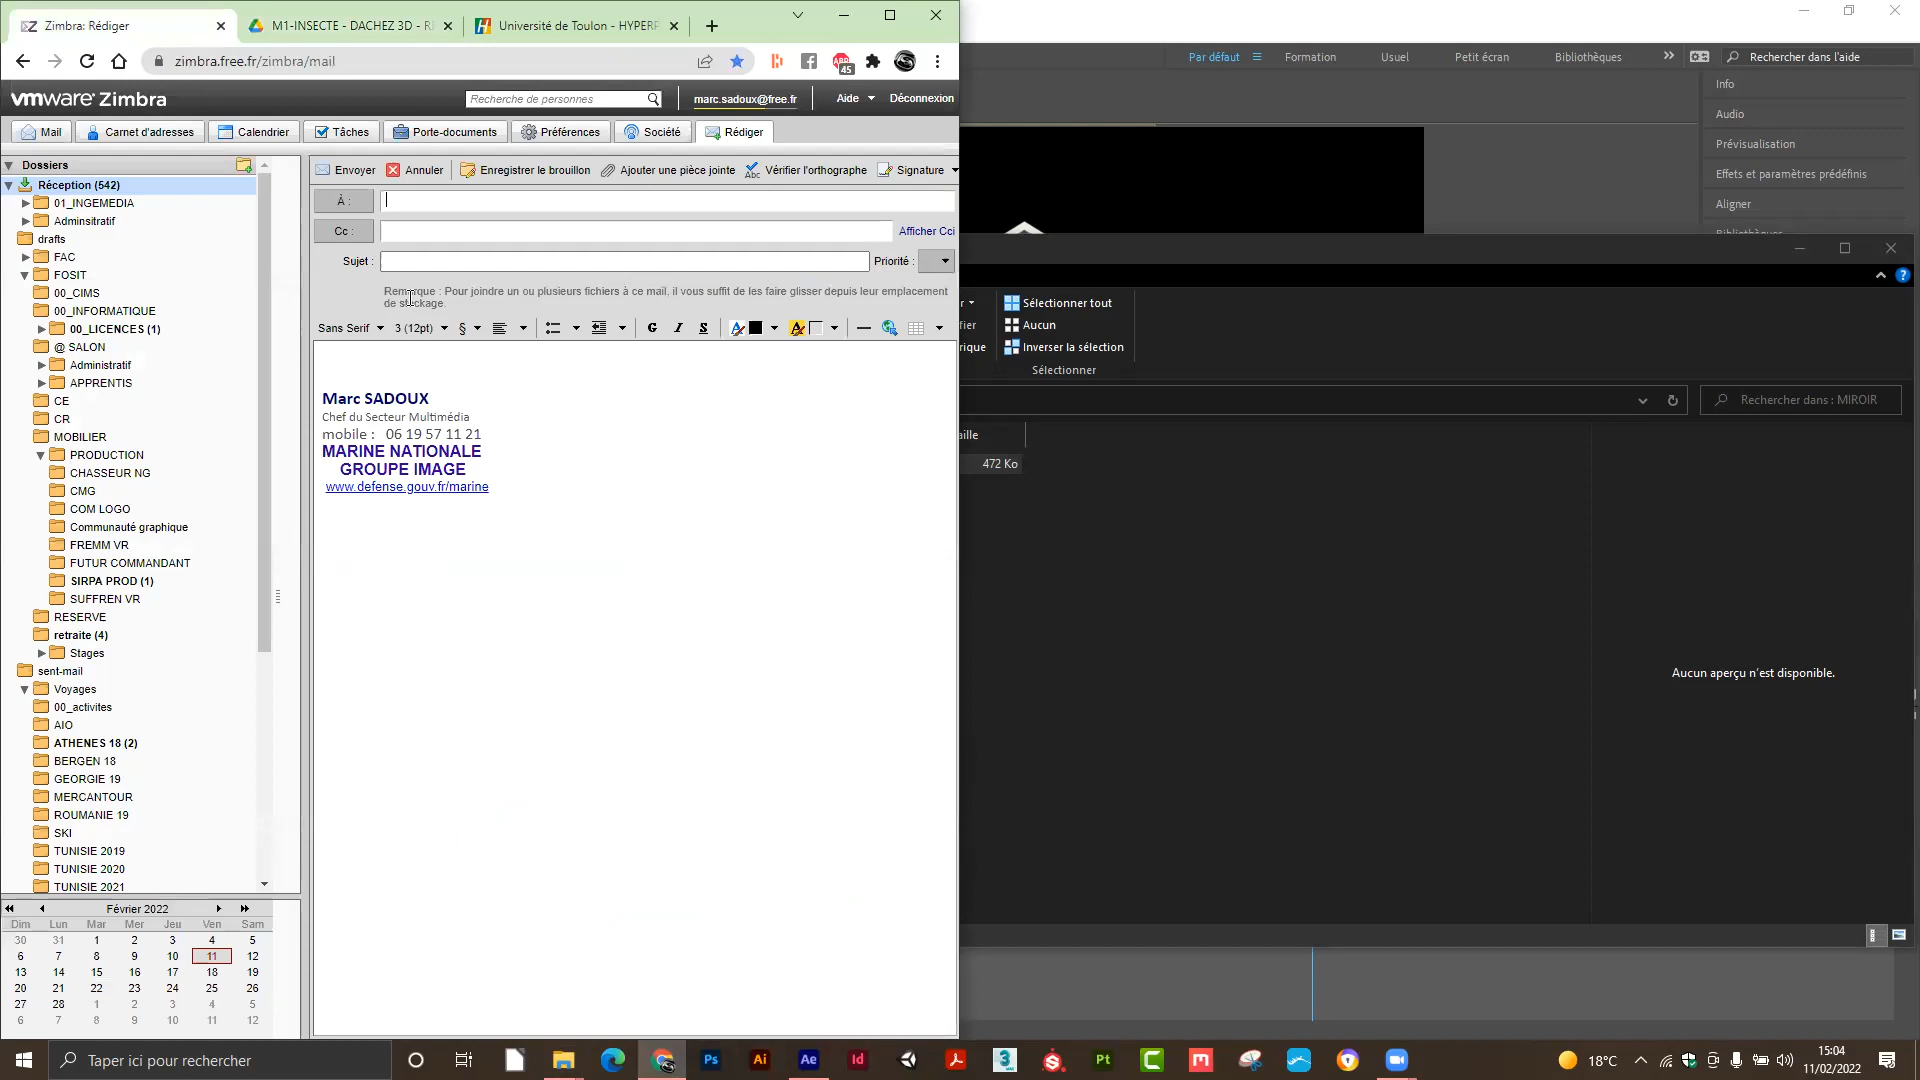 Zimbra: Rédiger
M1-INSECTE - DACHEZ 3D - R
Université de Toulon - HYPER
zimbra.free.fr/zimbra/mail
45
vmware Zimbra
Recherche de personnes
marc.sadoux@free.fr
Aide
Déconnexion
Mail
Carnet d'adresses
Calendrier
Tâches
Porte-documents
Préférences
Société
Rédiger
Dossiers
Réception (542)
01_INGEMEDIA
Adminsitratif
drafts
FAC
FOSIT
00_CIMS
00_INFORMATIQUE
00_LICENCES (1)
@ SALON
Administratif
APPRENTIS
CE
CR
MOBILIER
PRODUCTION
CHASSEUR NG
CMG
COM LOGO
Communauté graphique
FREMM VR
FUTUR COMMANDANT
SIRPA PROD (1)
SUFFREN VR
RESERVE
retraite (4)
Stages
sent-mail
Voyages
00_activites
AIO
ATHENES 18 (2)
BERGEN 18
GEORGIE 19
MERCANTOUR
ROUMANIE 19
SKI
TUNISIE 2019
TUNISIE 2020
TUNISIE 2021
Février 2022
Dim Lun Mar Mer Jeu Ven Sam
30 31 1 2 3 4 5
6 7 8 9 10 11 12
13 14 15 16 17 18 19
20 21 22 23 24 25 26
27 28 1 2 3 4 5
6 7 8 9 10 11 12
Envoyer
Annuler
Enregistrer le brouillon
Ajouter une pièce jointe
Vérifier l'orthographe
Signature
À :
Cc :
Afficher Cci
Sujet :
Priorité :
Remarque : Pour joindre un ou plusieurs fichiers à ce mail, il vous suffit de les faire glisser depuis leur emplacement
de stockage.
Sans Serif
3 (12pt)
§
G I S
Marc SADOUX
Chef du Secteur Multimédia
mobile : 06 19 57 11 21
MARINE NATIONALE
GROUPE IMAGE
www.defense.gouv.fr/marine
Par défaut
Formation
Usuel
Petit écran
Bibliothèques
Rechercher dans l'aide
Info
Audio
Prévisualisation
Effets et paramètres prédéfinis
Aligner
Bibliothèques
Sélectionner tout
Aucun
Inverser la sélection
Sélectionner
Rechercher dans : MIROIR
aille
472 Ko
Aucun aperçu n'est disponible.
Taper ici pour rechercher
Ps
Ai
Ae
Id
Pt
18°C
15:04
11/02/2022